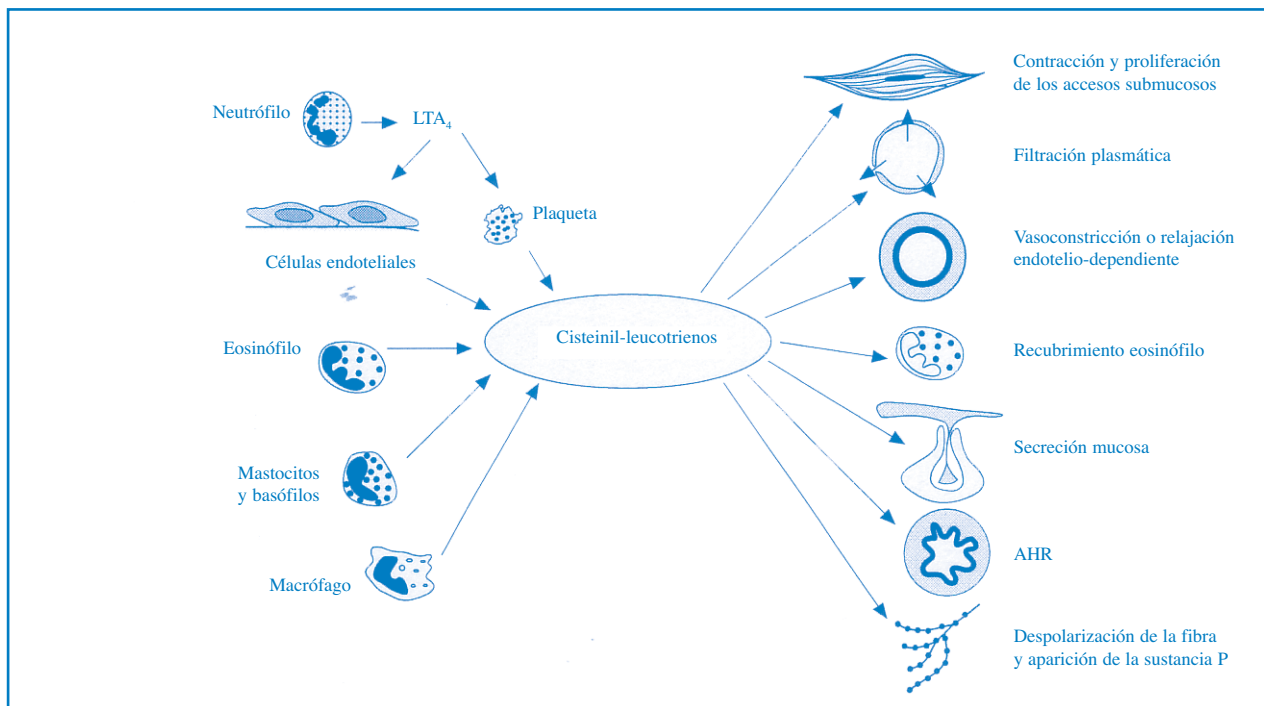 Neutrófilo
LTA4
Plaqueta
Células endoteliales
Eosinófilo
Mastocitos
y basófilos
Macrófago
Cisteinil-leucotrienos
Contracción y proliferación
de los accesos submucosos
Filtración plasmática
Vasoconstricción o relajación
endotelio-dependiente
Recubrimiento eosinófilo
Secreción mucosa
AHR
Despolarización de la fibra
y aparición de la sustancia P